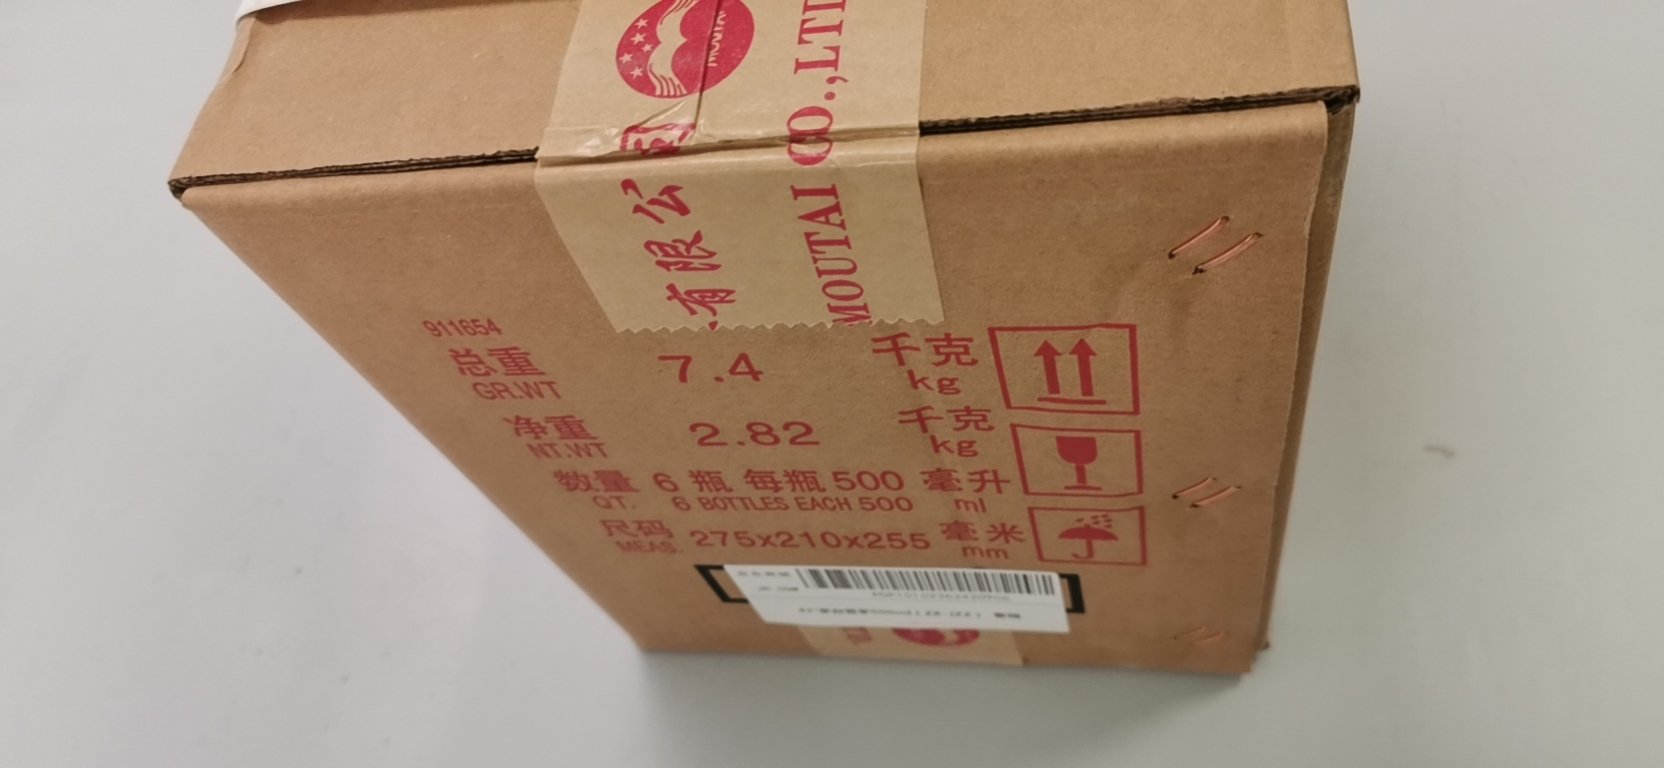 MOUTAI
有限公司
MOUTAI CO.,LTD
911654
总重 7.4 千克
GR.WT kg
净重 2.82 千克
NT.WT kg
数量 6 瓶 每瓶 500 毫升
QT. 6 BOTTLES EACH 500 ml
尺码 275x210x255 毫米
MEAS. mm